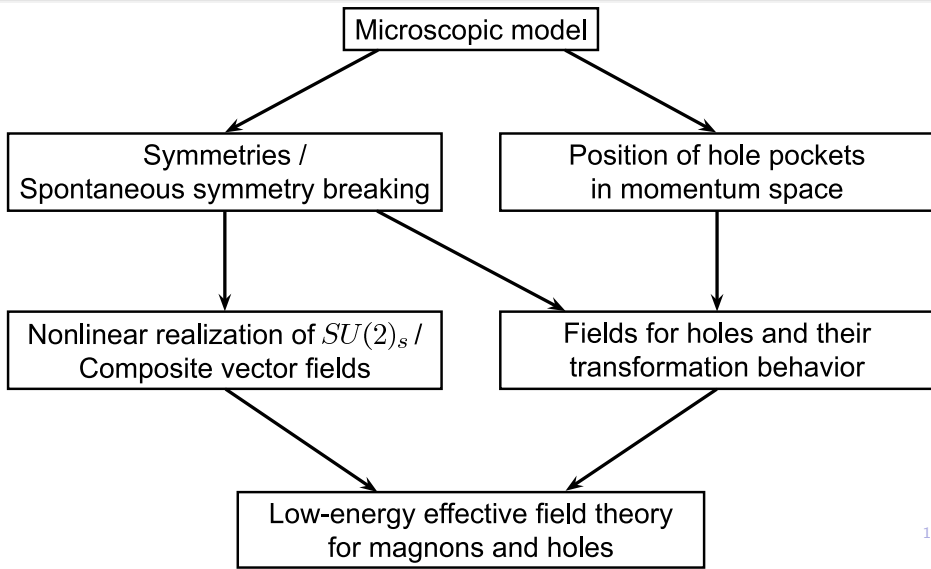 Microscopic model
Symmetries /
Spontaneous symmetry breaking
Position of hole pockets
in momentum space
Nonlinear realization of SU(2)ₛ /
Composite vector fields
Fields for holes and their
transformation behavior
Low-energy effective field theory
for magnons and holes
1